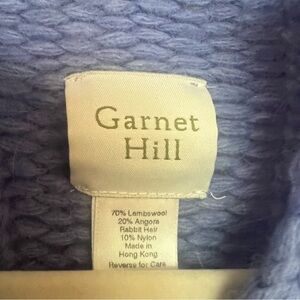 Garnet
Hill
70% Lambswool
20% Angora
Rabbit Hair
10% Nylon
Made in
Hong Kong
Reverse for Care